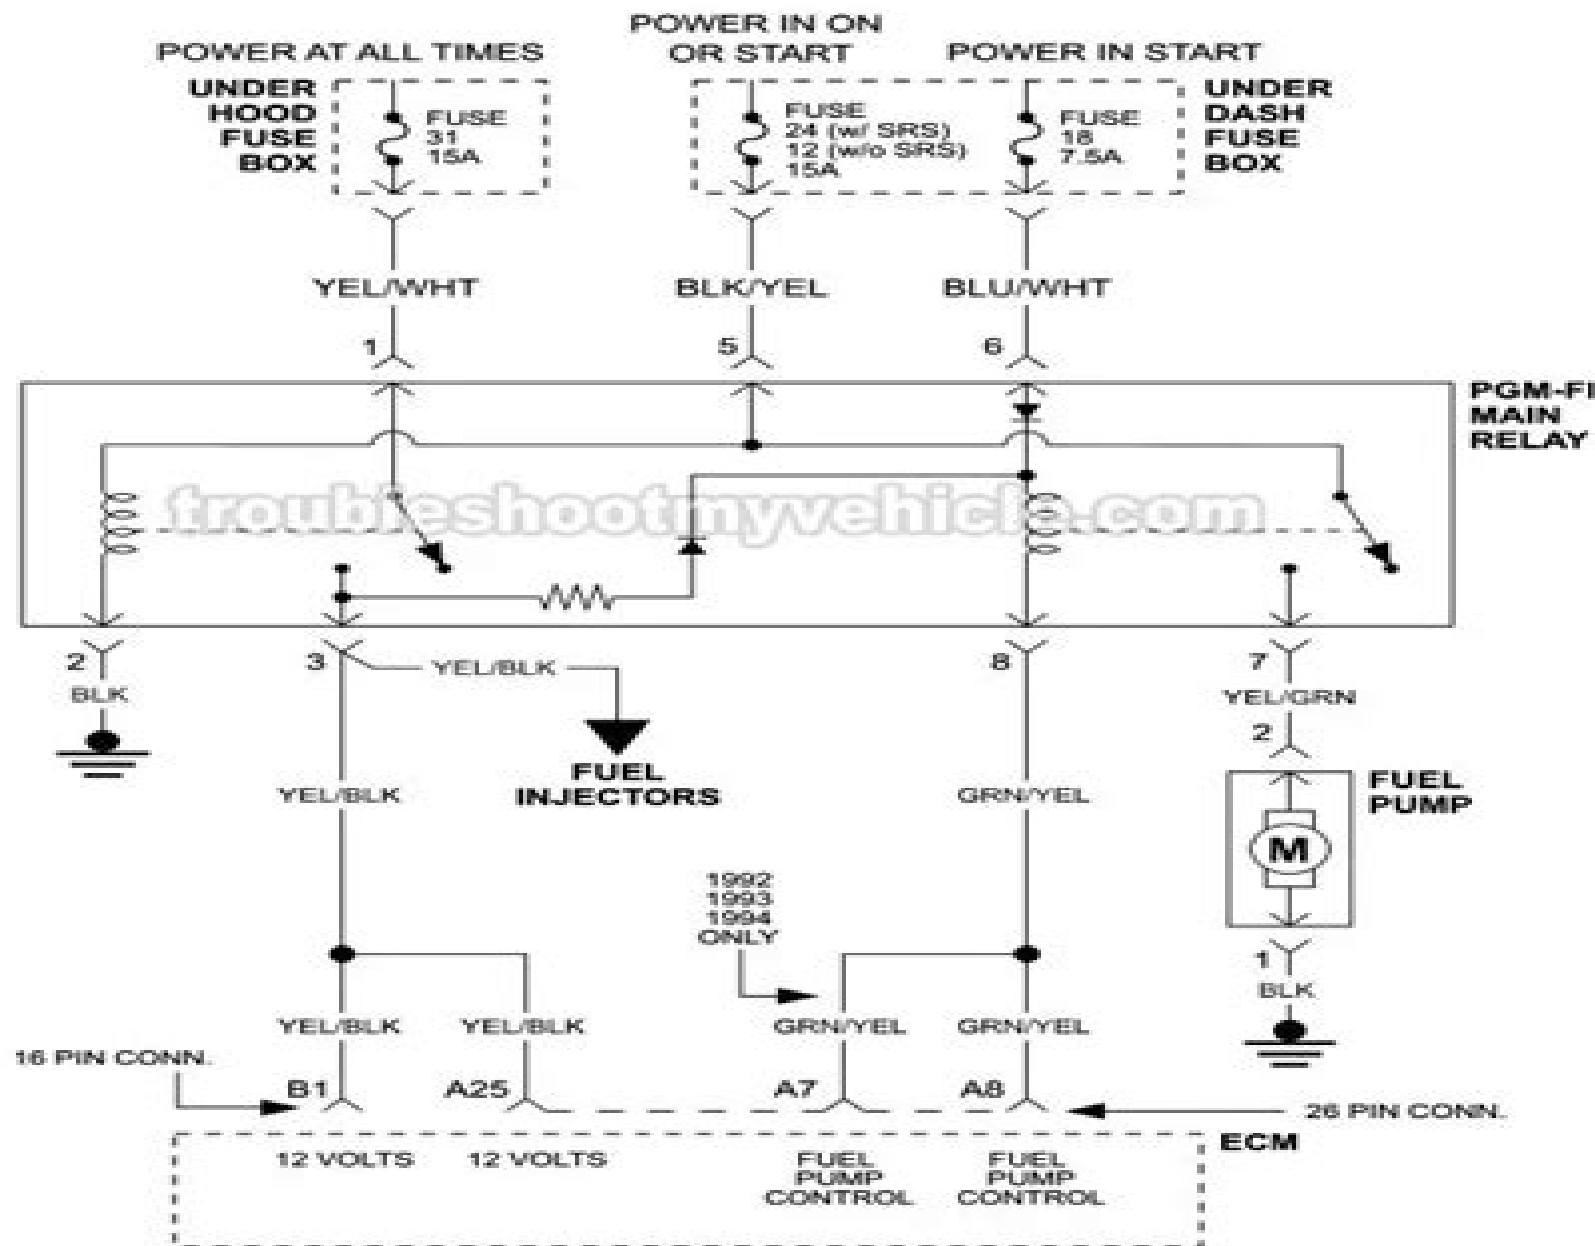 POWER AT ALL TIMES
POWER IN ON
OR START
POWER IN START
UNDER
HOOD
FUSE
BOX
FUSE
31
15A
FUSE
24 (w/ SRS)
12 (w/o SRS)
15A
FUSE
18
7.5A
UNDER
DASH
FUSE
BOX
YEL/WHT
BLK/YEL
BLU/WHT
1
5
6
PGM-FI
MAIN
RELAY
troubleshootmyvehicle.com
2
3
8
7
BLK
YEL/BLK
YEL/GRN
2
FUEL
INJECTORS
YEL/BLK
GRN/YEL
FUEL
PUMP
M
1992
1993
1994
ONLY
1
BLK
YEL/BLK
YEL/BLK
GRN/YEL
GRN/YEL
16 PIN CONN.
B1
A25
A7
A8
26 PIN CONN.
ECM
12 VOLTS
12 VOLTS
FUEL
PUMP
CONTROL
FUEL
PUMP
CONTROL